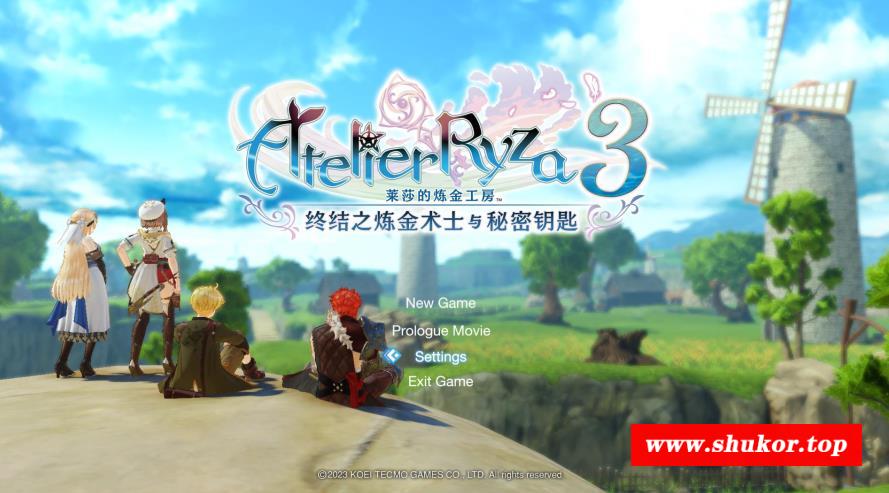 Atelier Ryza 3
莱莎的炼金工房™
终结之炼金术士与秘密钥匙
New Game
Prologue Movie
Settings
Exit Game
www.shukor.top
©2023 KOEI TECMO GAMES CO., LTD. All rights reserved.